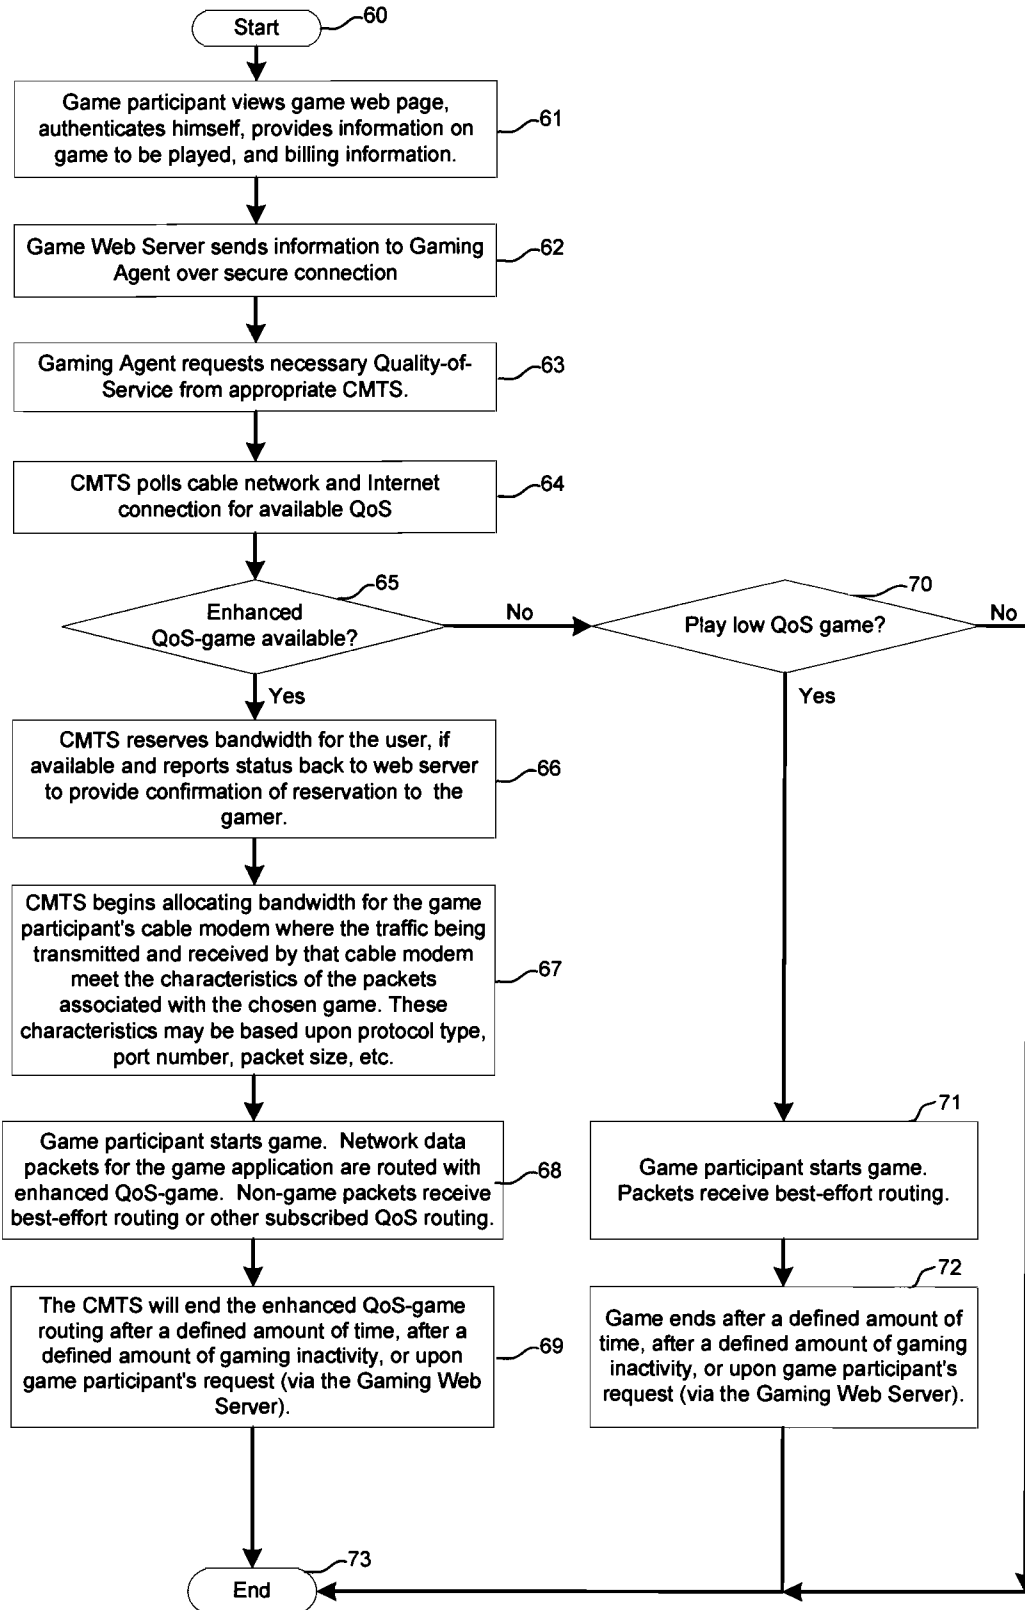 Start
60
Game participant views game web page,
authenticates himself, provides information on
game to be played, and billing information.
61
Game Web Server sends information to Gaming
Agent over secure connection
62
Gaming Agent requests necessary Quality-of-
Service from appropriate CMTS.
63
CMTS polls cable network and Internet
connection for available QoS
64
65
Enhanced
QoS-game available?
No
Yes
70
Play low QoS game?
No
Yes
CMTS reserves bandwidth for the user, if
available and reports status back to web server
to provide confirmation of reservation to the
gamer.
66
CMTS begins allocating bandwidth for the game
participant's cable modem where the traffic being
transmitted and received by that cable modem
meet the characteristics of the packets
associated with the chosen game. These
characteristics may be based upon protocol type,
port number, packet size, etc.
67
Game participant starts game. Network data
packets for the game application are routed with
enhanced QoS-game. Non-game packets receive
best-effort routing or other subscribed QoS routing.
68
71
Game participant starts game.
Packets receive best-effort routing.
The CMTS will end the enhanced QoS-game
routing after a defined amount of time, after a
defined amount of gaming inactivity, or upon
game participant's request (via the Gaming Web
Server).
69
72
Game ends after a defined amount of
time, after a defined amount of gaming
inactivity, or upon game participant's
request (via the Gaming Web Server).
73
End